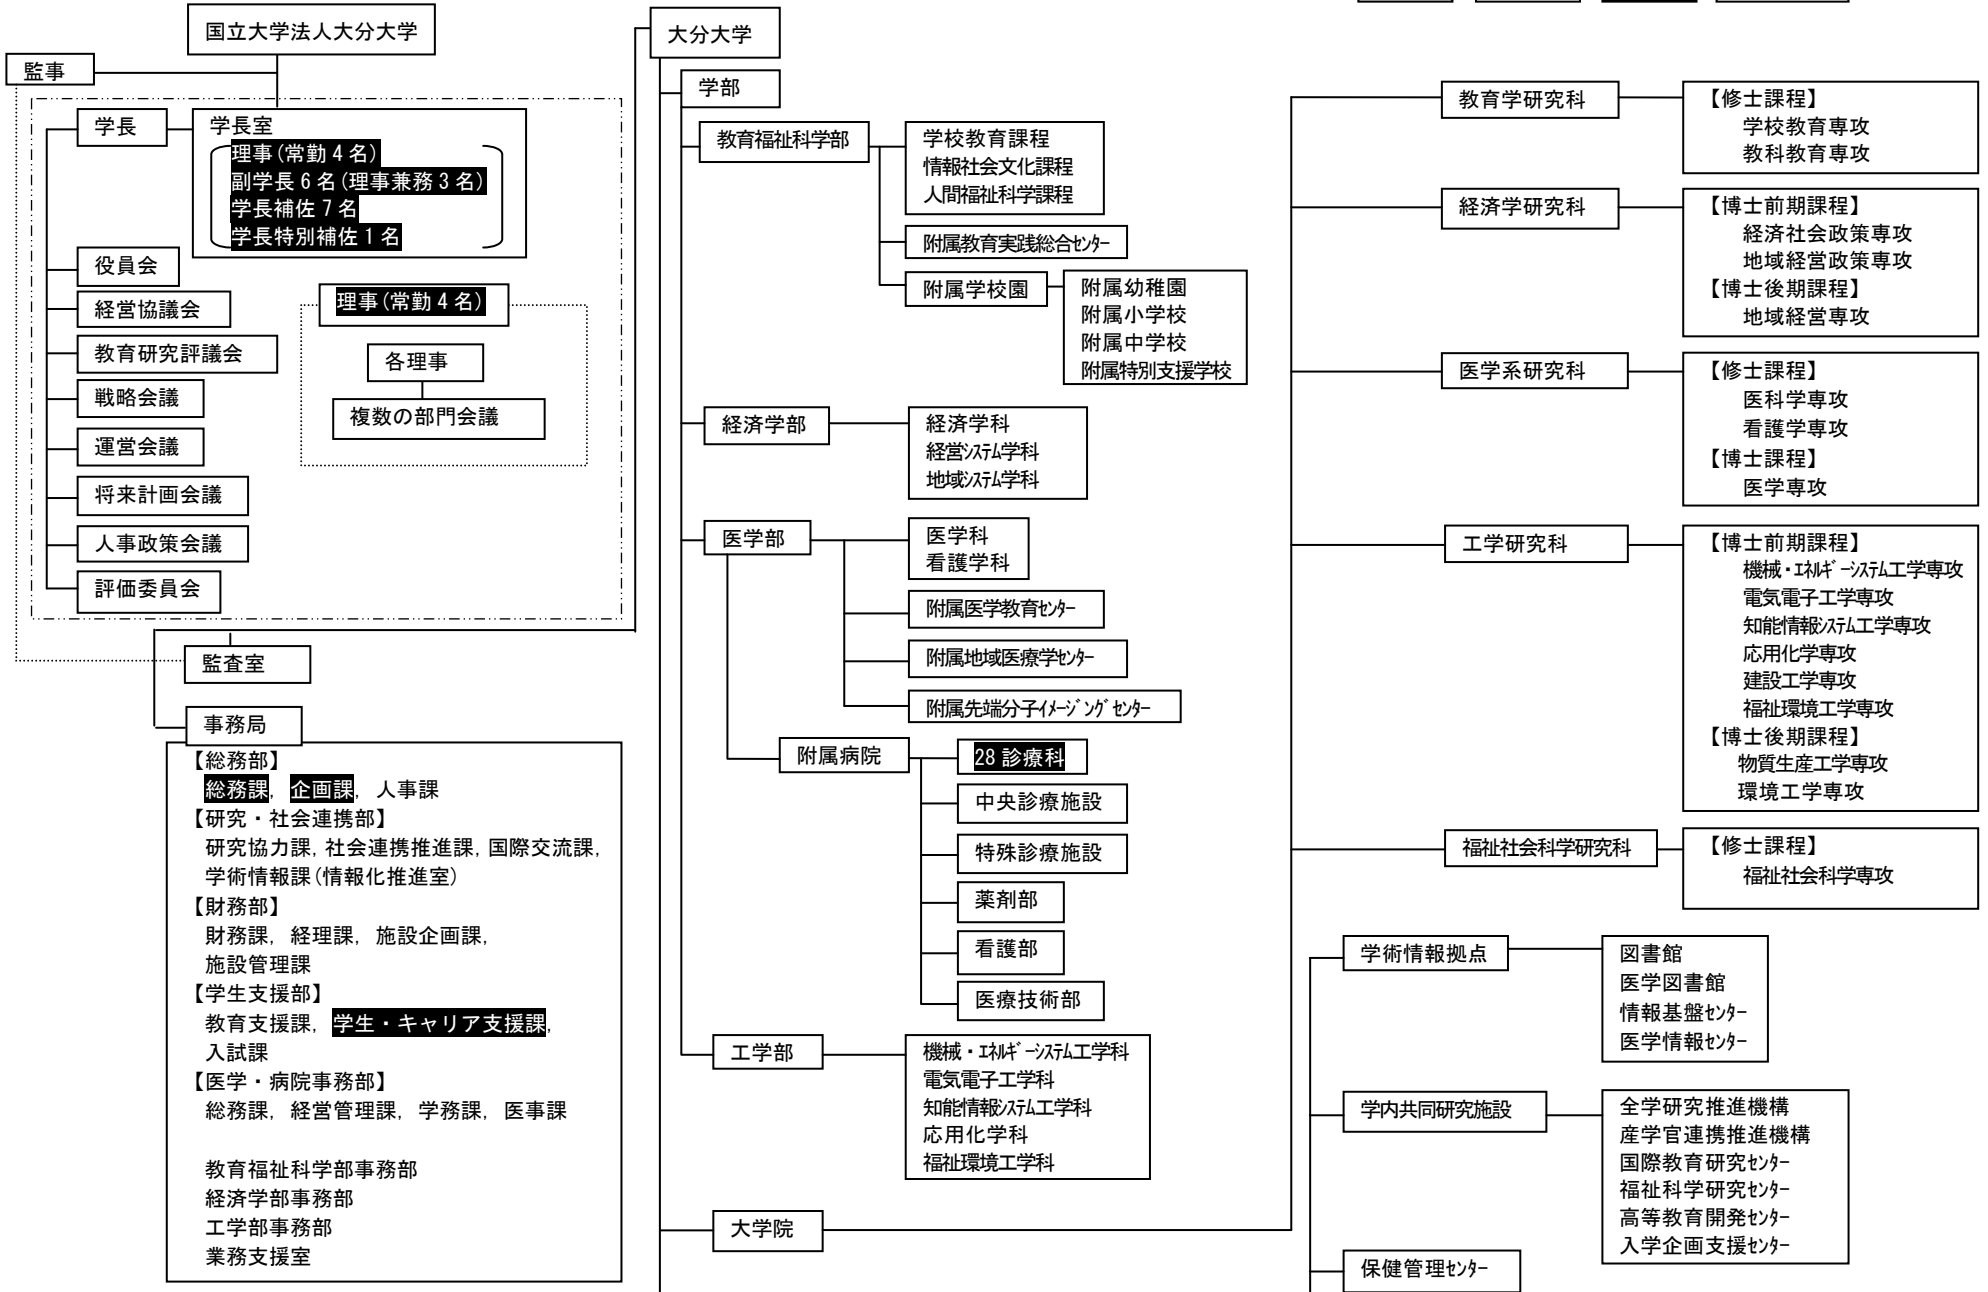 国立大学法人大分大学
監事
学長
学長室
理事(常勤4名)
副学長6名(理事兼務3名)
学長補佐7名
学長特別補佐1名
役員会
経営協議会
教育研究評議会
戦略会議
運営会議
将来計画会議
人事政策会議
評価委員会
理事(常勤4名)
各理事
複数の部門会議
監査室
事務局
【総務部】
総務課, 企画課, 人事課
【研究・社会連携部】
研究協力課, 社会連携推進課, 国際交流課,
学術情報課(情報化推進室)
【財務部】
財務課, 経理課, 施設企画課,
施設管理課
【学生支援部】
教育支援課, 学生・キャリア支援課,
入試課
【医学・病院事務部】
総務課, 経営管理課, 学務課, 医事課
教育福祉科学部事務部
経済学部事務部
工学部事務部
業務支援室
大分大学
学部
教育福祉科学部
学校教育課程
情報社会文化課程
人間福祉科学課程
附属教育実践総合ｾﾝﾀｰ
附属学校園
附属幼稚園
附属小学校
附属中学校
附属特別支援学校
経済学部
経済学科
経営ｼｽﾃﾑ学科
地域ｼｽﾃﾑ学科
医学部
医学科
看護学科
附属医学教育ｾﾝﾀｰ
附属地域医療学ｾﾝﾀｰ
附属先端分子ｲﾒｰｼﾞﾝｸﾞｾﾝﾀｰ
附属病院
28診療科
中央診療施設
特殊診療施設
薬剤部
看護部
医療技術部
工学部
機械・ｴﾈﾙｷﾞｰｼｽﾃﾑ工学科
電気電子工学科
知能情報ｼｽﾃﾑ工学科
応用化学科
福祉環境工学科
大学院
教育学研究科
【修士課程】
学校教育専攻
教科教育専攻
経済学研究科
【博士前期課程】
経済社会政策専攻
地域経営政策専攻
【博士後期課程】
地域経営専攻
医学系研究科
【修士課程】
医科学専攻
看護学専攻
【博士課程】
医学専攻
工学研究科
【博士前期課程】
機械・ｴﾈﾙｷﾞｰｼｽﾃﾑ工学専攻
電気電子工学専攻
知能情報ｼｽﾃﾑ工学専攻
応用化学専攻
建設工学専攻
福祉環境工学専攻
【博士後期課程】
物質生産工学専攻
環境工学専攻
福祉社会科学研究科
【修士課程】
福祉社会科学専攻
学術情報拠点
図書館
医学図書館
情報基盤ｾﾝﾀｰ
医学情報ｾﾝﾀｰ
学内共同研究施設
全学研究推進機構
産学官連携推進機構
国際教育研究ｾﾝﾀｰ
福祉科学研究ｾﾝﾀｰ
高等教育開発ｾﾝﾀｰ
入学企画支援ｾﾝﾀｰ
保健管理ｾﾝﾀｰ